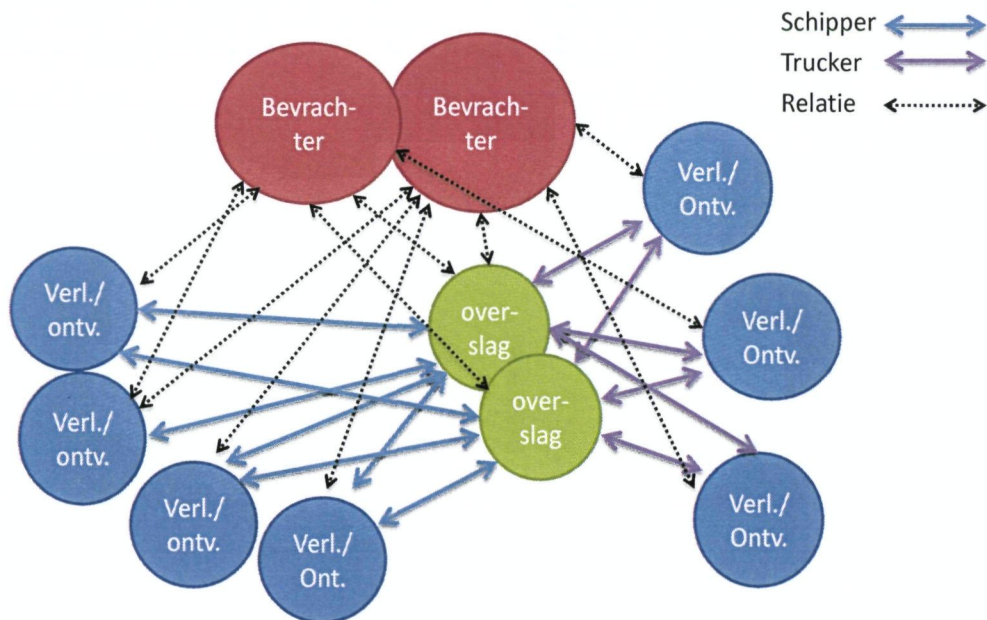 Schipper
Trucker
Relatie
Bevrach-
ter
Bevrach-
ter
Verl./
Ontv.
Verl./
ontv.
over-
slag
Verl./
Ontv.
Verl./
ontv.
over-
slag
Verl./
ontv.
Verl./
Ont.
Verl./
Ontv.